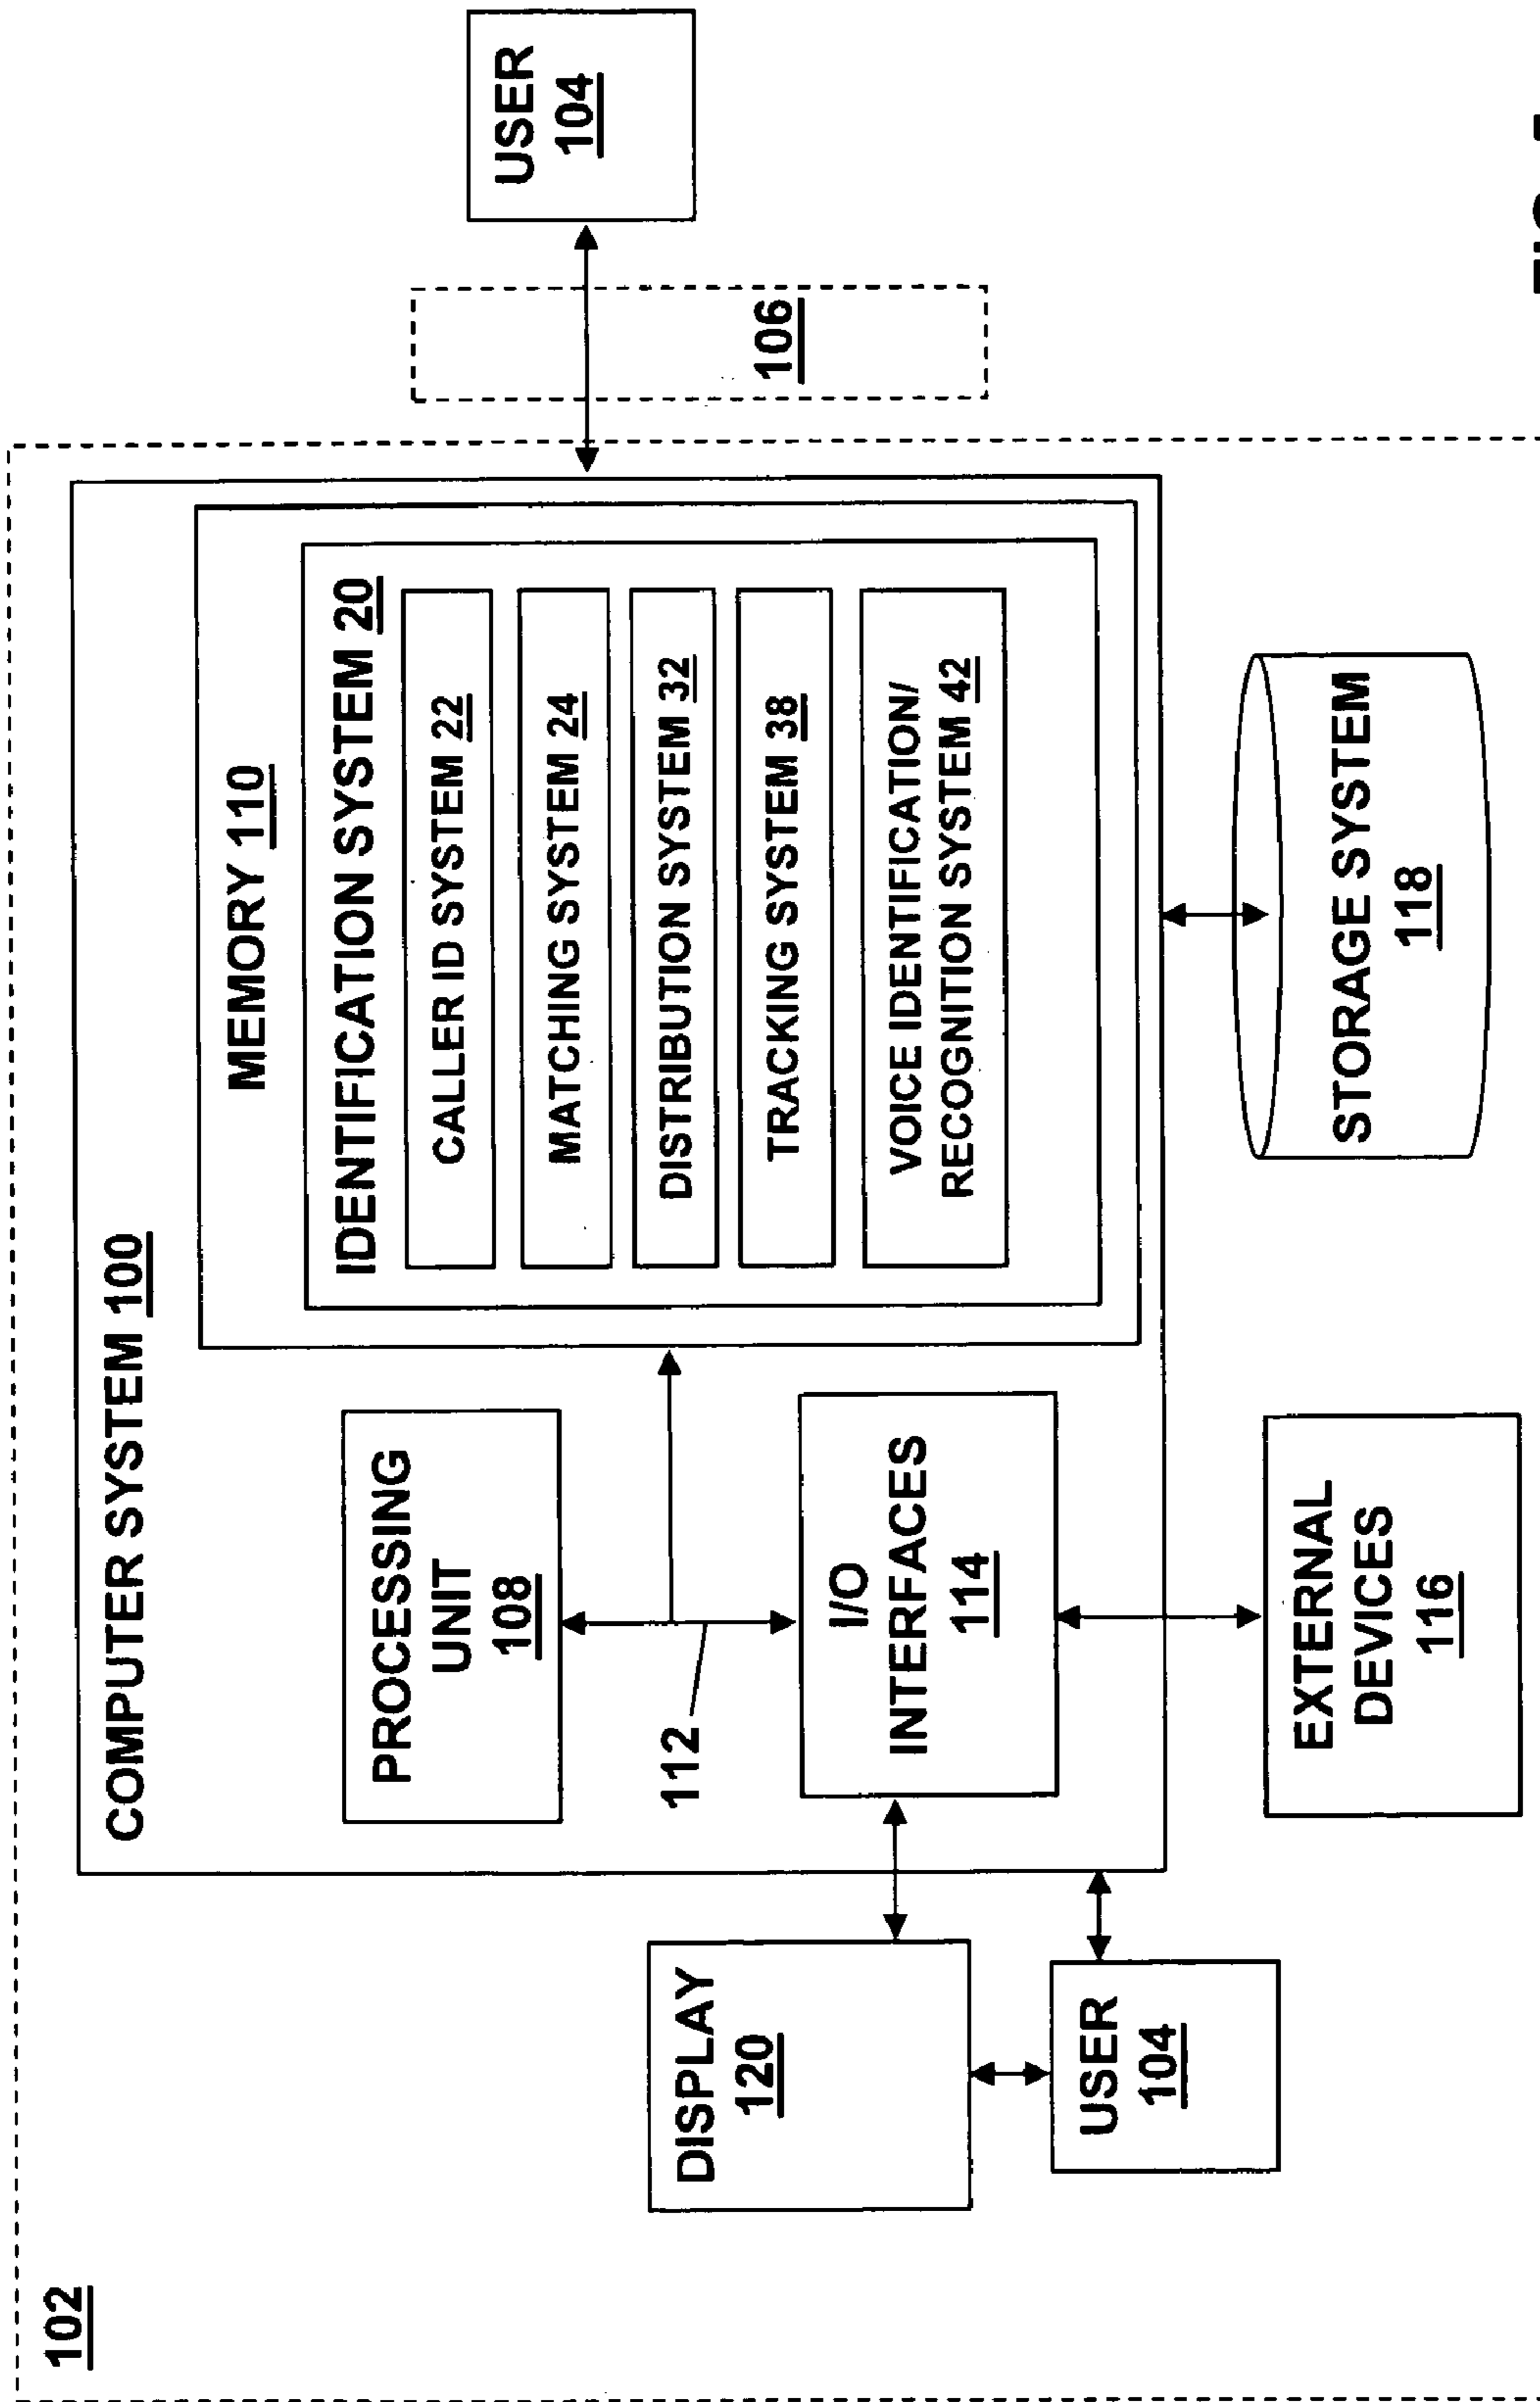 102
COMPUTER SYSTEM 100
MEMORY 110
IDENTIFICATION SYSTEM 20
CALLER ID SYSTEM 22
MATCHING SYSTEM 24
DISTRIBUTION SYSTEM 32
TRACKING SYSTEM 38
VOICE IDENTIFICATION/
RECOGNITION SYSTEM 42
PROCESSING
UNIT
108
112
I/O
INTERFACES
114
DISPLAY
120
USER
104
EXTERNAL
DEVICES
116
STORAGE SYSTEM
118
106
USER
104